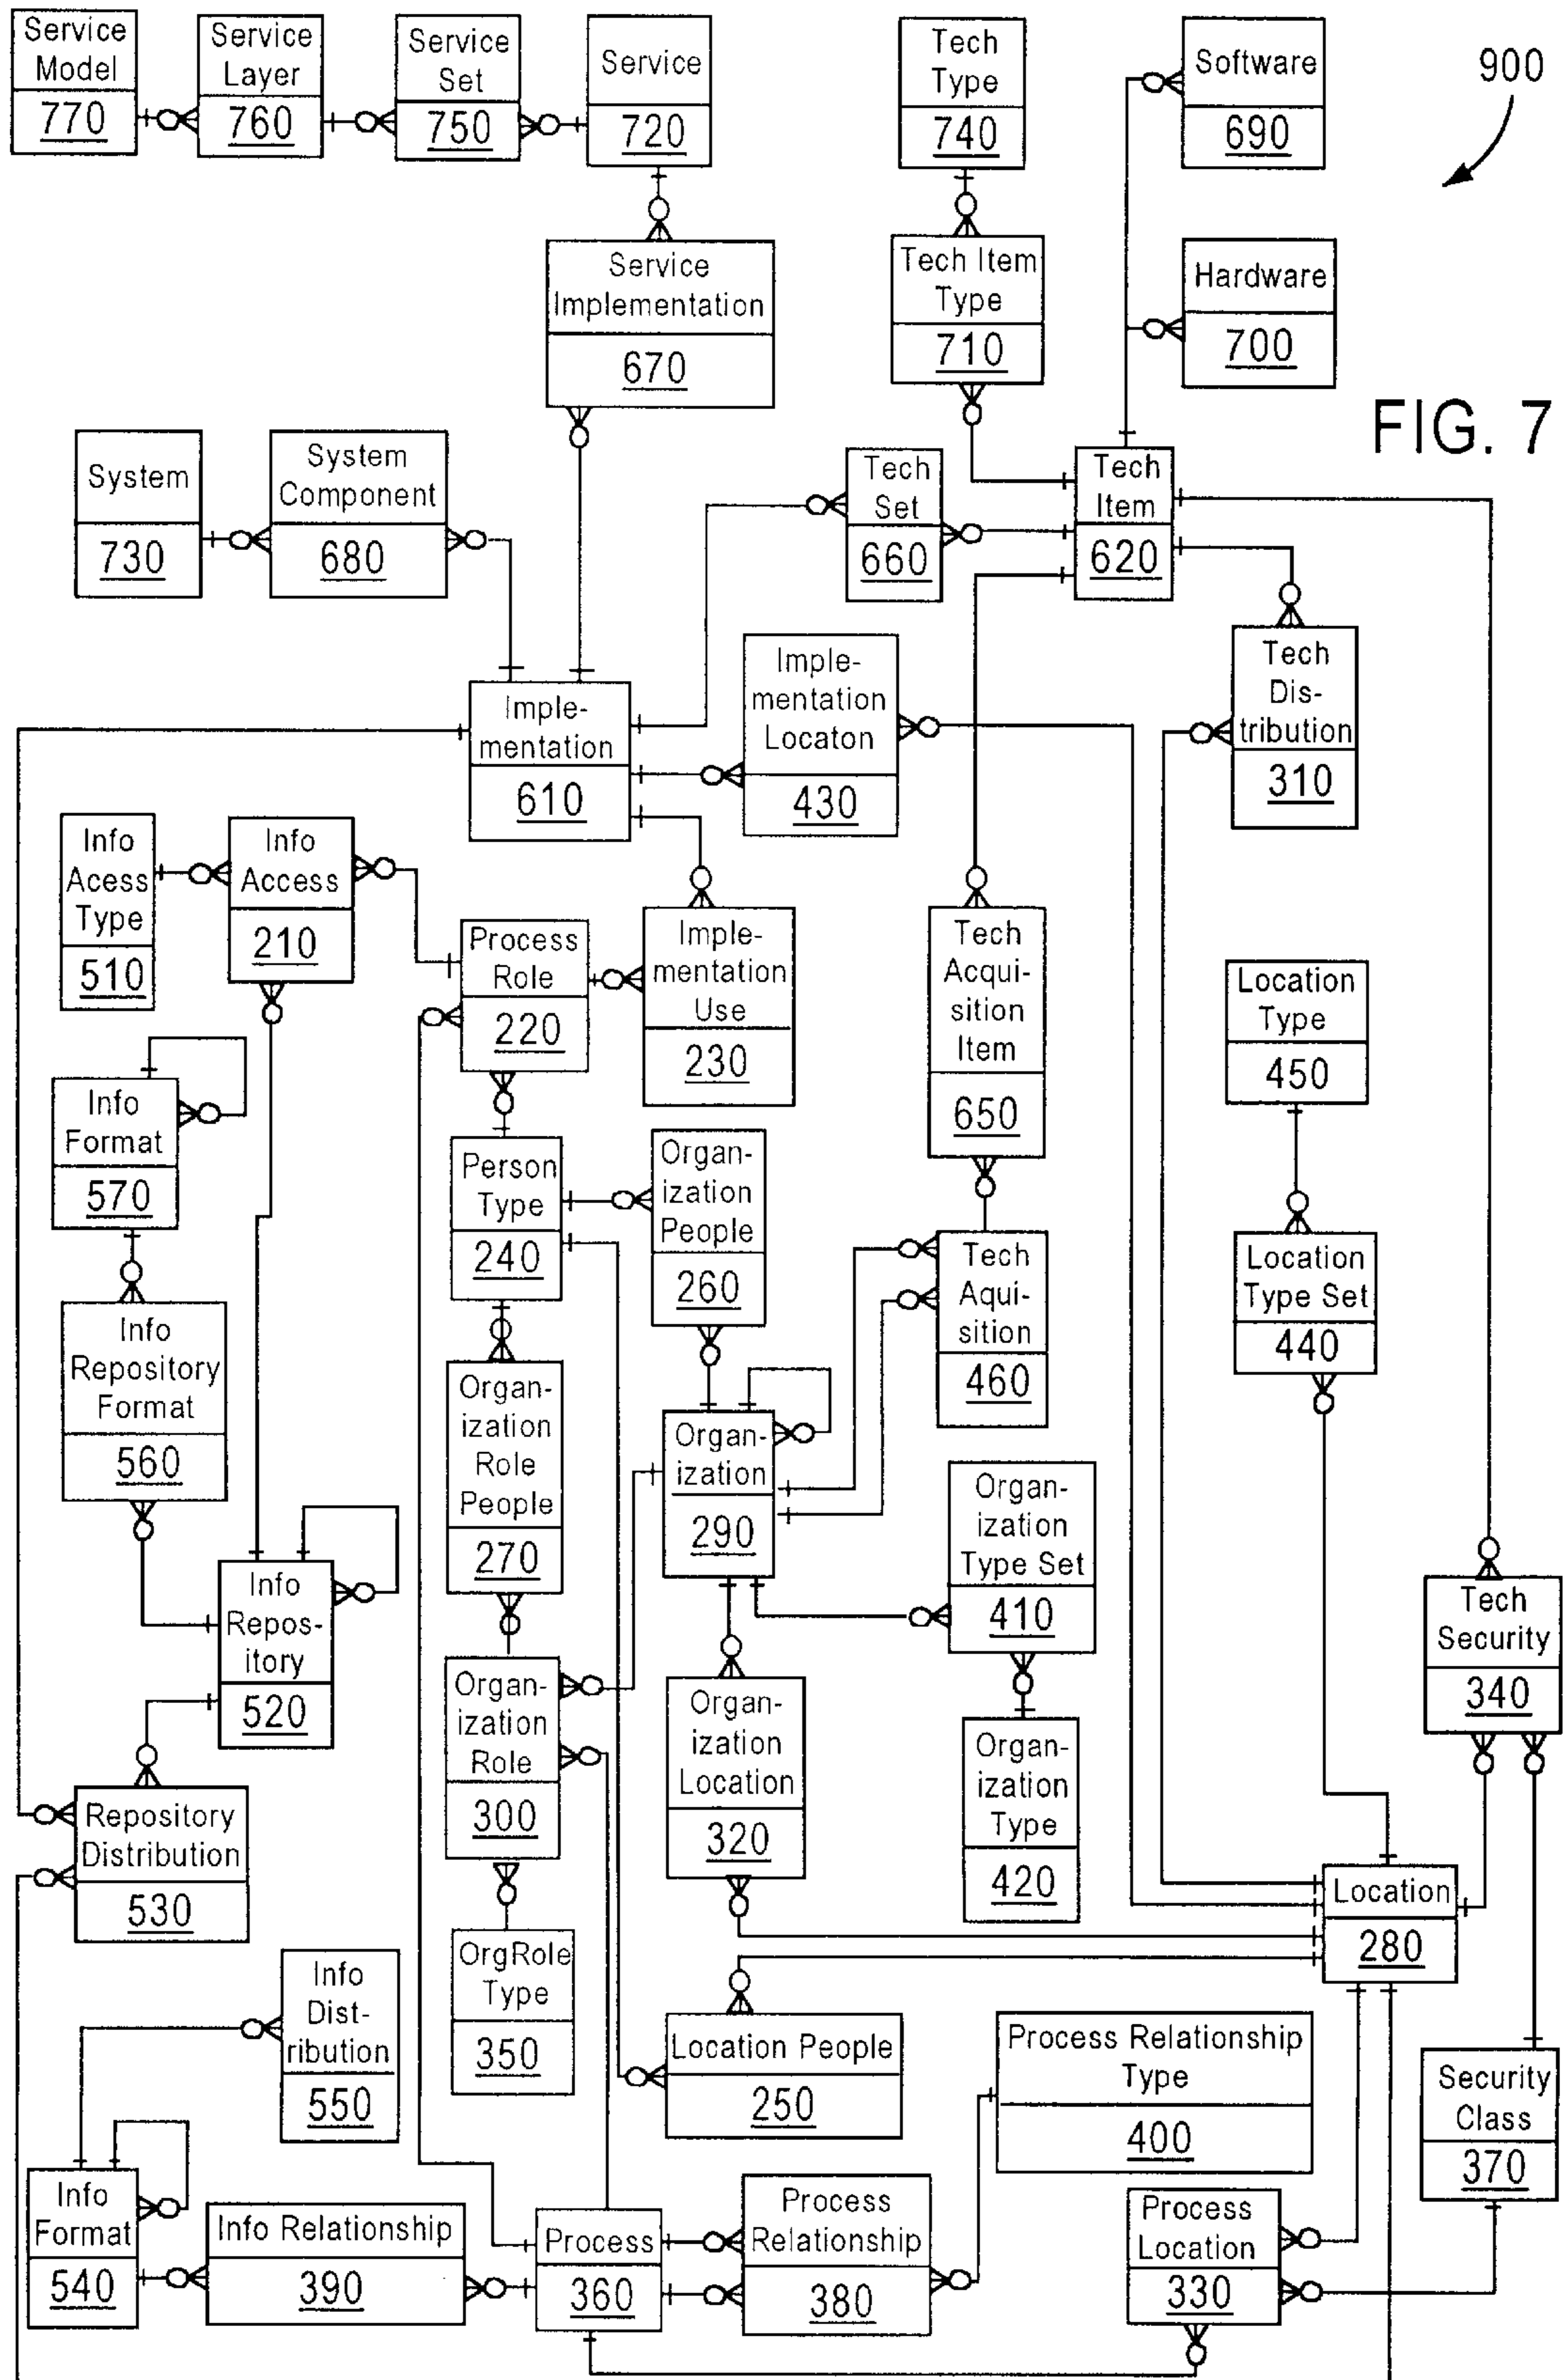 Service
Model
770
Service
Layer
760
Service
Set
750
Service
720
Tech
Type
740
Software
690
900
Service
Implementation
670
Tech Item
Type
710
Hardware
700
FIG. 7
System
730
System
Component
680
Tech
Set
660
Tech
Item
620
Imple-
mentation
610
Imple-
mentation
Locaton
430
Tech
Dis-
tribution
310
Info
Acess
Type
510
Info
Access
210
Process
Role
220
Imple-
mentation
Use
230
Tech
Acqui-
sition
Item
650
Location
Type
450
Info
Format
570
Person
Type
240
Organ-
ization
People
260
Tech
Aqui-
sition
460
Location
Type Set
440
Info
Repository
Format
560
Organ-
ization
Role
People
270
Organ-
ization
290
Organ-
ization
Type Set
410
Info
Repos-
itory
520
Tech
Security
340
Organ-
ization
Role
300
Organ-
ization
Location
320
Organ-
ization
Type
420
Repository
Distribution
530
Location
280
OrgRole
Type
350
Info
Dist-
ribution
550
Location People
250
Process Relationship
Type
400
Security
Class
370
Info
Format
540
Info Relationship
390
Process
360
Process
Relationship
380
Process
Location
330